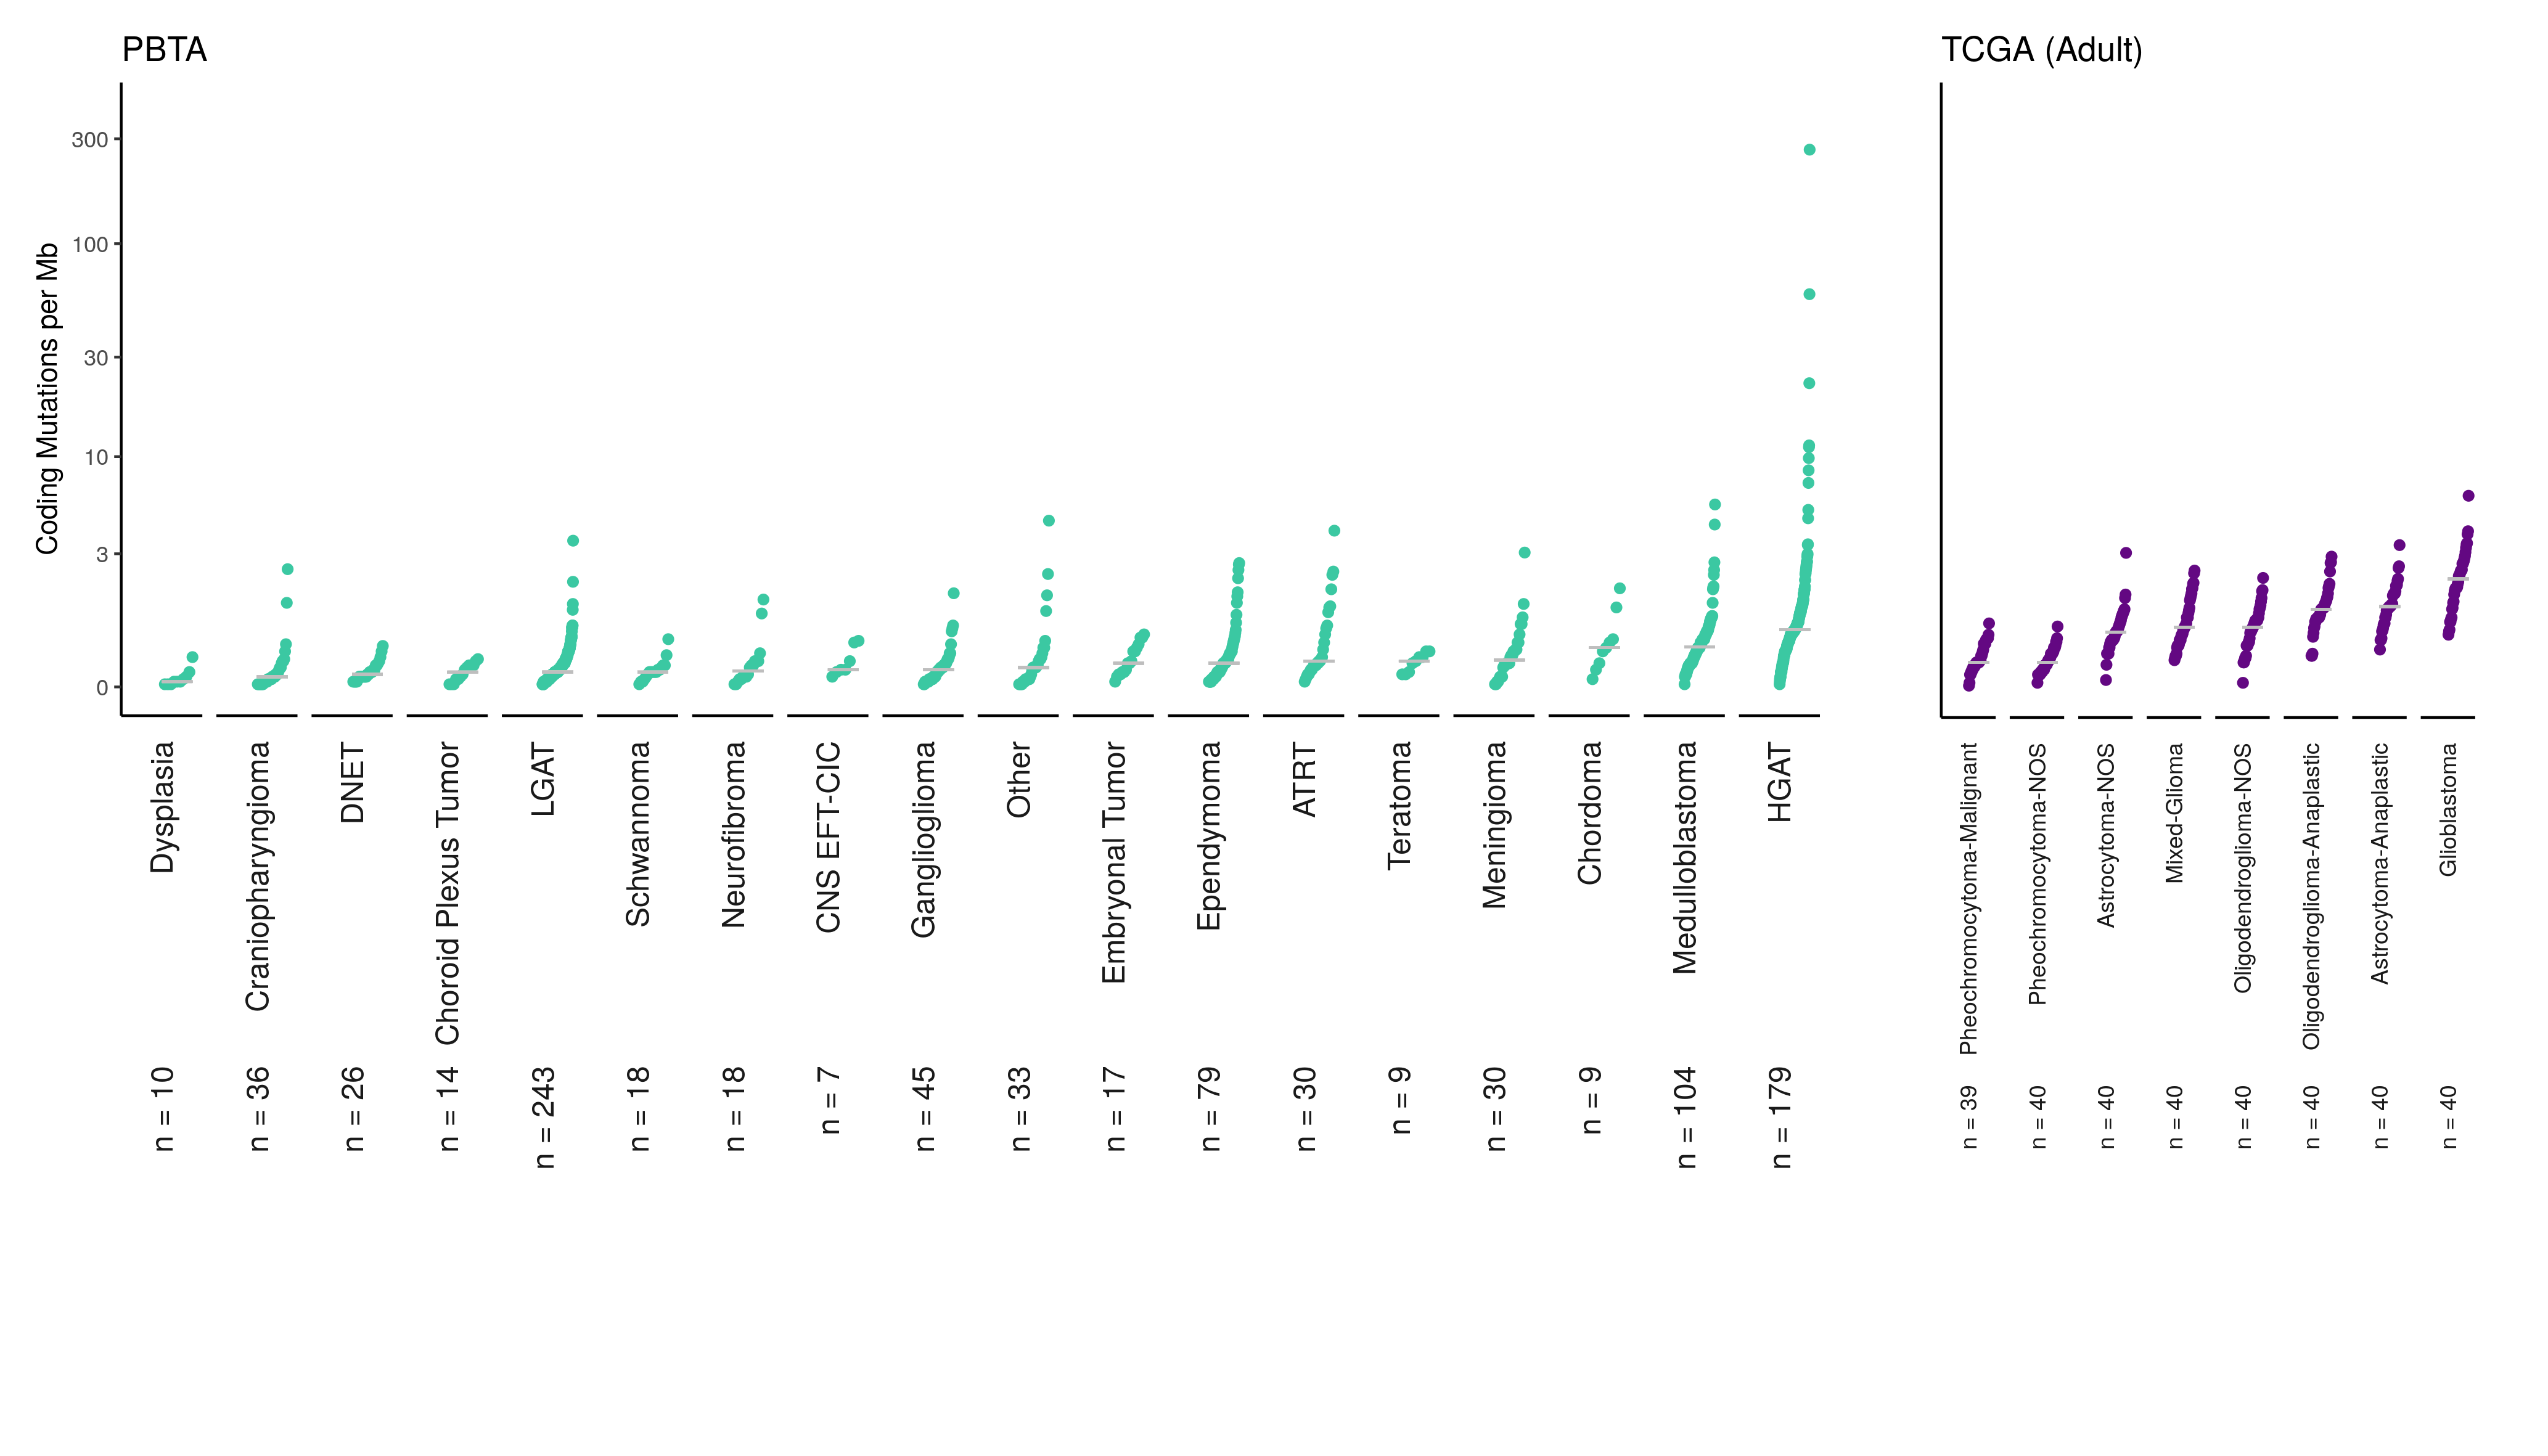 PBTA
TCGA (Adult)
Coding Mutations per Mb
300
100
30
10
3
0
Dysplasia
Craniopharyngioma
DNET
Choroid Plexus Tumor
LGAT
Schwannoma
Neurofibroma
CNS EFT-CIC
Ganglioglioma
Other
Embryonal Tumor
Ependymoma
ATRT
Teratoma
Meningioma
Chordoma
Medulloblastoma
HGAT
n = 10
n = 36
n = 26
n = 14
n = 243
n = 18
n = 18
n = 7
n = 45
n = 33
n = 17
n = 79
n = 30
n = 9
n = 30
n = 9
n = 104
n = 179
Pheochromocytoma-Malignant
Pheochromocytoma-NOS
Astrocytoma-NOS
Mixed-Glioma
Oligodendroglioma-NOS
Oligodendroglioma-Anaplastic
Astrocytoma-Anaplastic
Glioblastoma
n = 39
n = 40
n = 40
n = 40
n = 40
n = 40
n = 40
n = 40